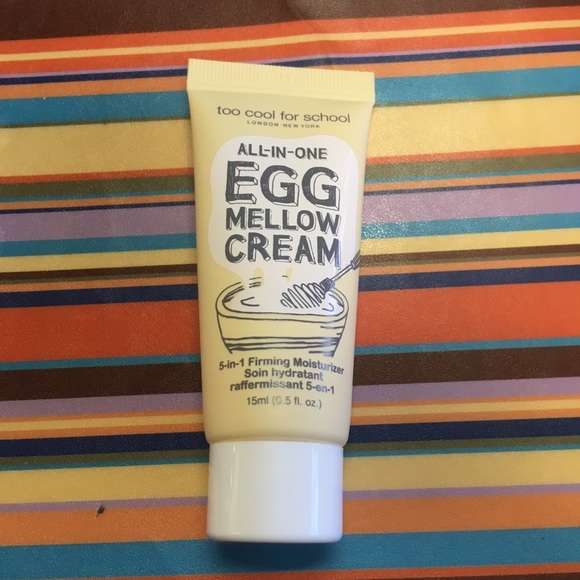 too cool for school
LONDON·NEW YORK
ALL-IN-ONE
EGG
MELLOW
CREAM
5-in-1 Firming Moisturizer
Soin hydratant
raffermissant 5-en-1
15ml (0.5 fl. oz.)